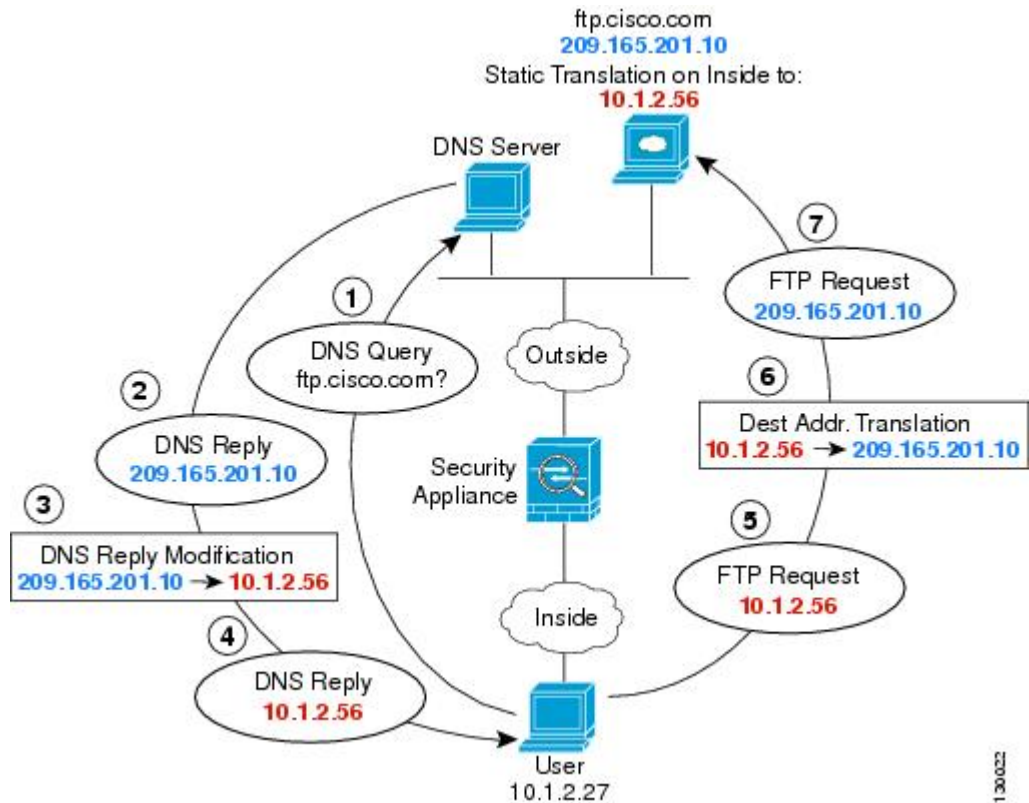 ftp.cisco.com
209.165.201.10
Static Translation on Inside to:
10.1.2.56
DNS Server
7
FTP Request
209.165.201.10
1
DNS Query
ftp.cisco.com?
Outside
2
DNS Reply
209.165.201.10
6
Dest Addr. Translation
10.1.2.56 → 209.165.201.10
Security
Appliance
3
DNS Reply Modification
209.165.201.10 → 10.1.2.56
5
FTP Request
10.1.2.56
Inside
4
DNS Reply
10.1.2.56
User
10.1.2.27
130022